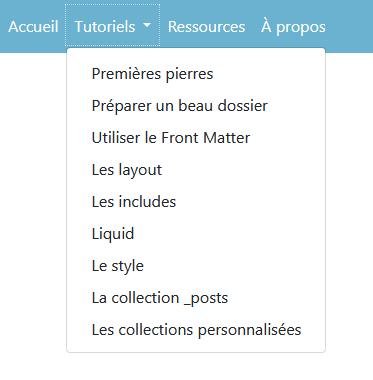 Accueil Tutoriels Ressources À propos
Premières pierres
Préparer un beau dossier
Utiliser le Front Matter
Les layout
Les includes
Liquid
Le style
La collection _posts
Les collections personnalisées